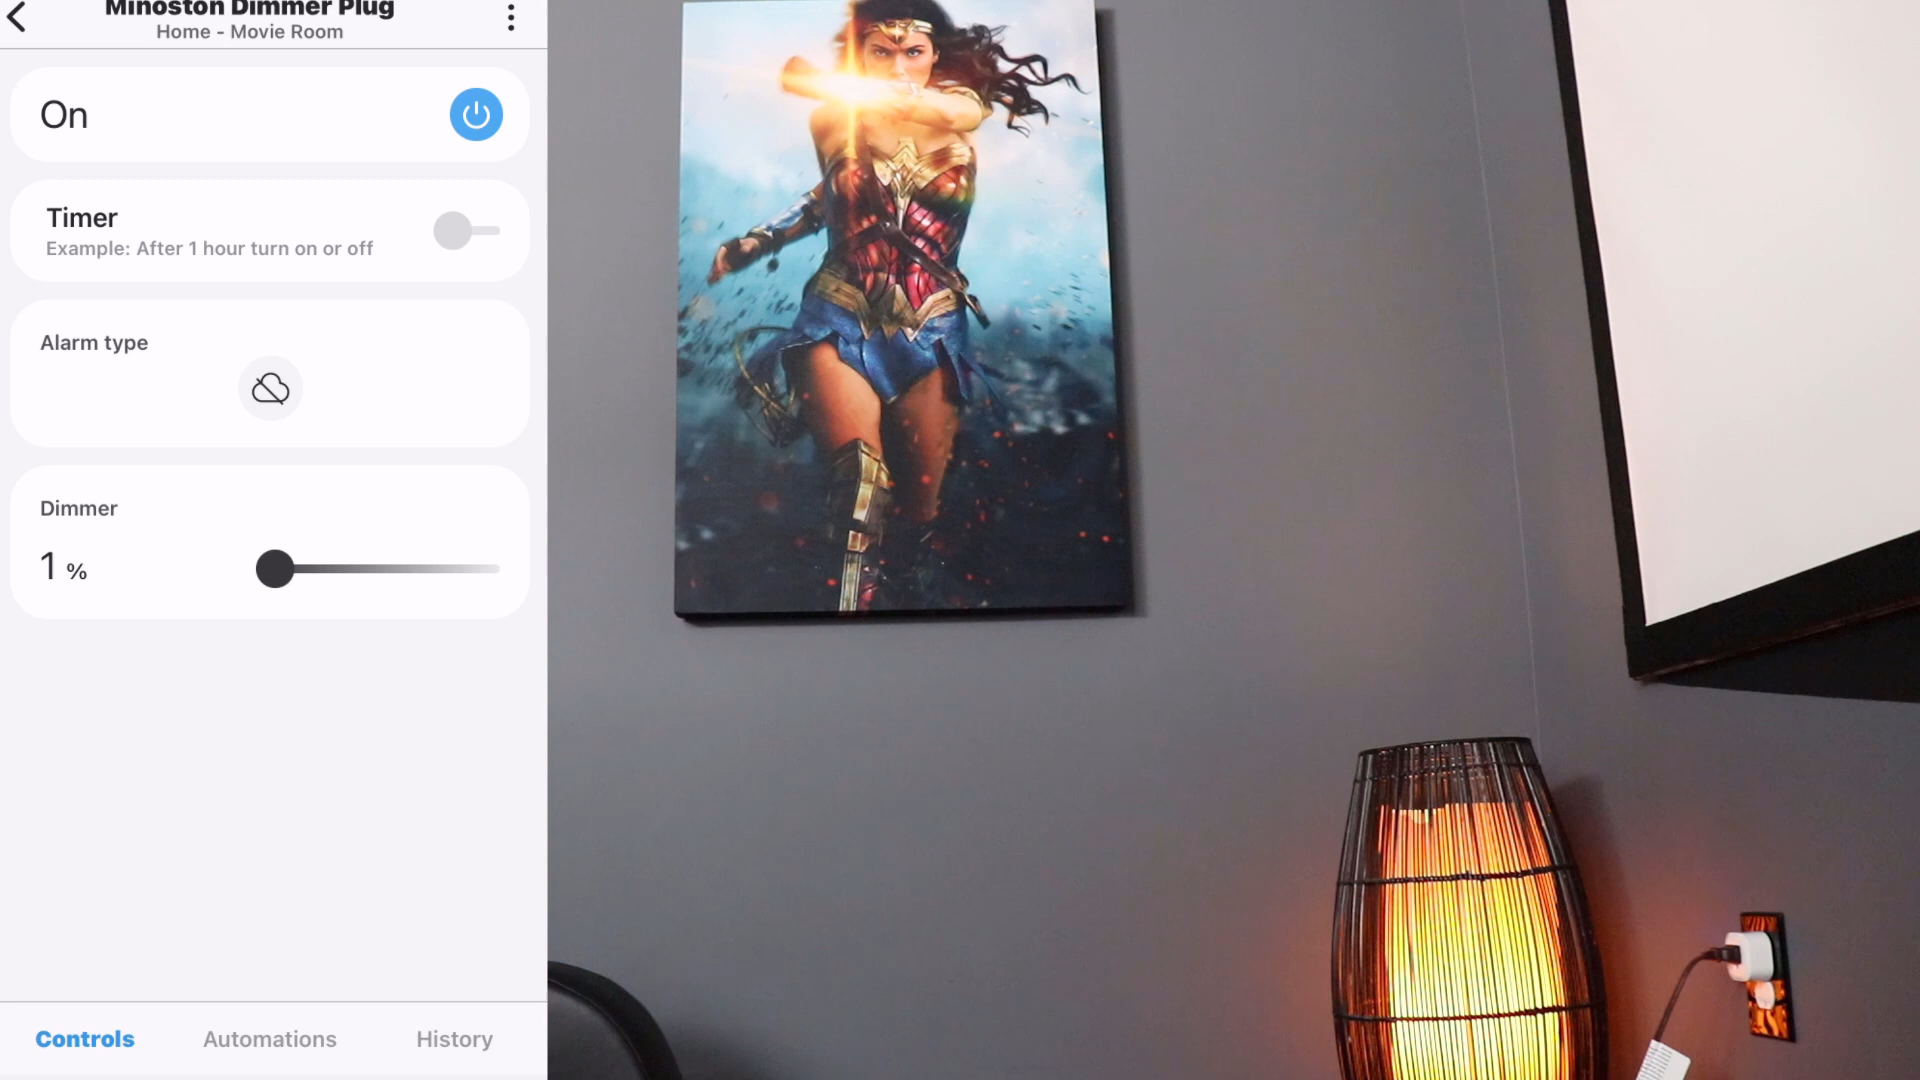 Minoston Dimmer Plug
Home - Movie Room
On
Timer
Example: After 1 hour turn on or off
Alarm type
Dimmer
1 %
Controls
Automations
History